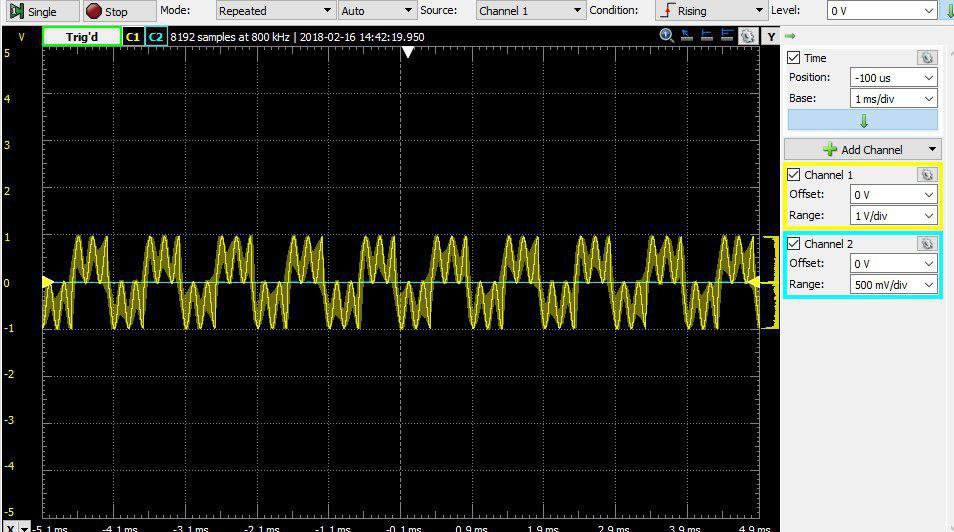 Single Stop Mode: Repeated Auto Source: Channel 1 Condition: Rising Level: 0 V
V Trig'd C1 C2 8192 samples at 800 kHz | 2018-02-16 14:42:19.950 Y
5
4
3
2
1
0
-1
-2
-3
-4
-5
X -5.1 ms -4.1 ms -3.1 ms -2.1 ms -1.1 ms -0.1 ms 0.9 ms 1.9 ms 2.9 ms 3.9 ms 4.9 ms
Time
Position: -100 us
Base: 1 ms/div
Add Channel
Channel 1
Offset: 0 V
Range: 1 V/div
Channel 2
Offset: 0 V
Range: 500 mV/div